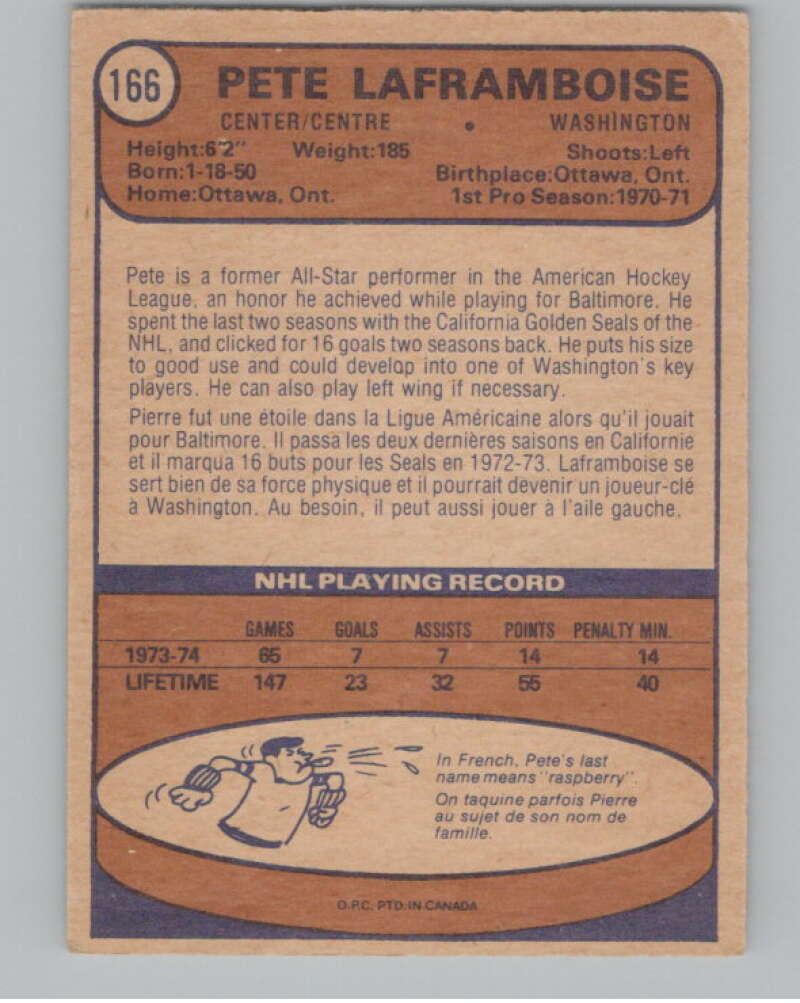 166
PETE LAFRAMBOISE
CENTER/CENTRE • WASHINGTON
Height:6'2" Weight:185 Shoots:Left
Born:1-18-50 Birthplace:Ottawa, Ont.
Home:Ottawa, Ont. 1st Pro Season:1970-71
Pete is a former All-Star performer in the American Hockey
League, an honor he achieved while playing for Baltimore. He
spent the last two seasons with the California Golden Seals of the
NHL, and clicked for 16 goals two seasons back. He puts his size
to good use and could develop into one of Washington's key
players. He can also play left wing if necessary.
Pierre fut une étoile dans la Ligue Américaine alors qu'il jouait
pour Baltimore. Il passa les deux dernières saisons en Californie
et il marqua 16 buts pour les Seals en 1972-73. Laframboise se
sert bien de sa force physique et il pourrait devenir un joueur-clé
à Washington. Au besoin, il peut aussi jouer à l'aile gauche.
NHL PLAYING RECORD
GAMES GOALS ASSISTS POINTS PENALTY MIN.
1973-74 65 7 7 14 14
LIFETIME 147 23 32 55 40
In French, Pete's last
name means "raspberry".
On taquine parfois Pierre
au sujet de son nom de
famille.
O.P.C. PTD. IN CANADA